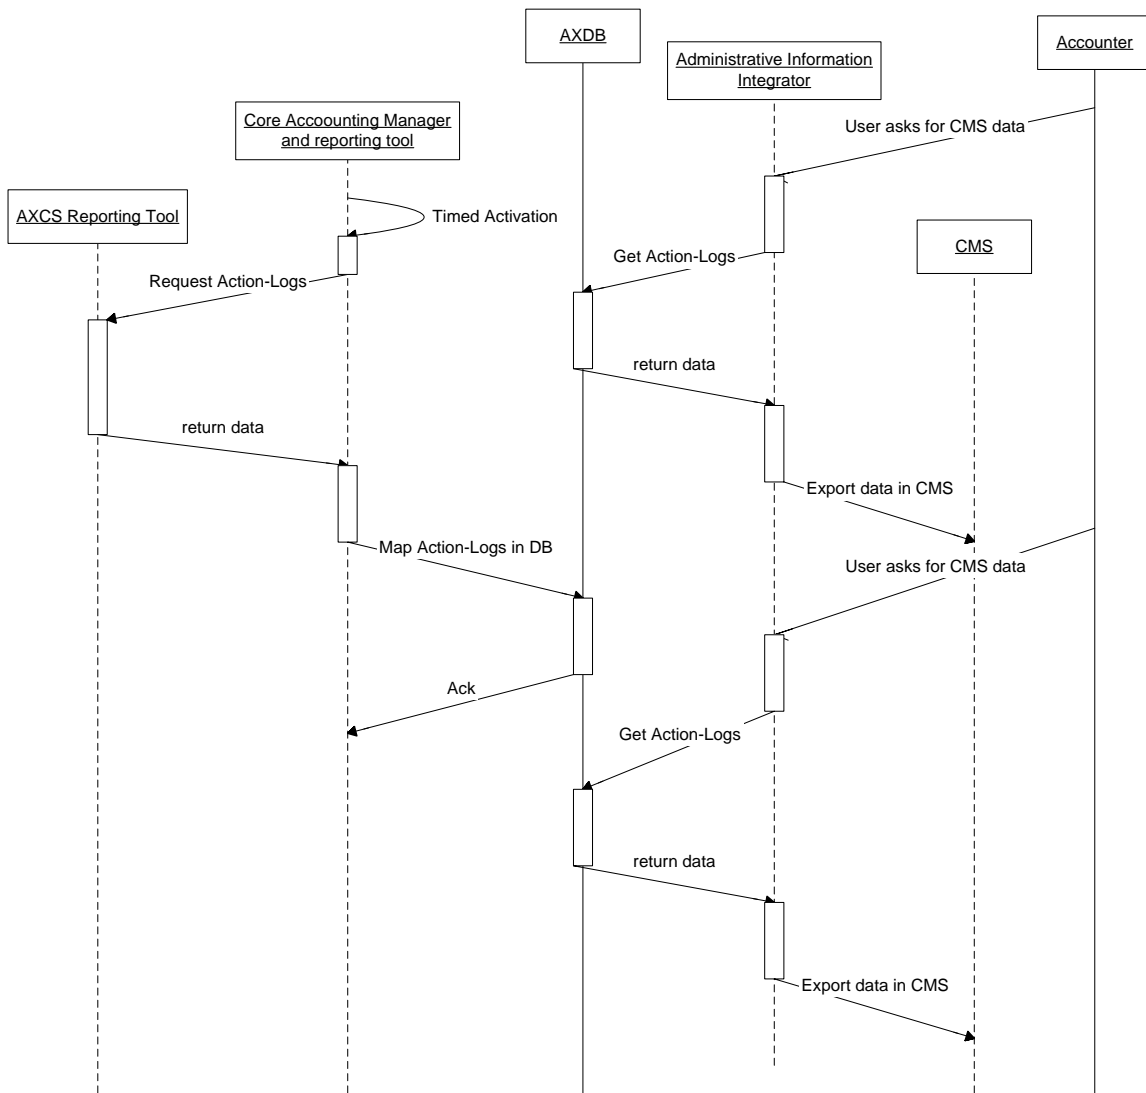 AXDB
Accounter
Administrative Information
Integrator
Core Accoounting Manager
and reporting tool
User asks for CMS data
AXCS Reporting Tool
Timed Activation
CMS
Get Action-Logs
Request Action-Logs
return data
return data
Export data in CMS
Map Action-Logs in DB
User asks for CMS data
Ack
Get Action-Logs
return data
Export data in CMS